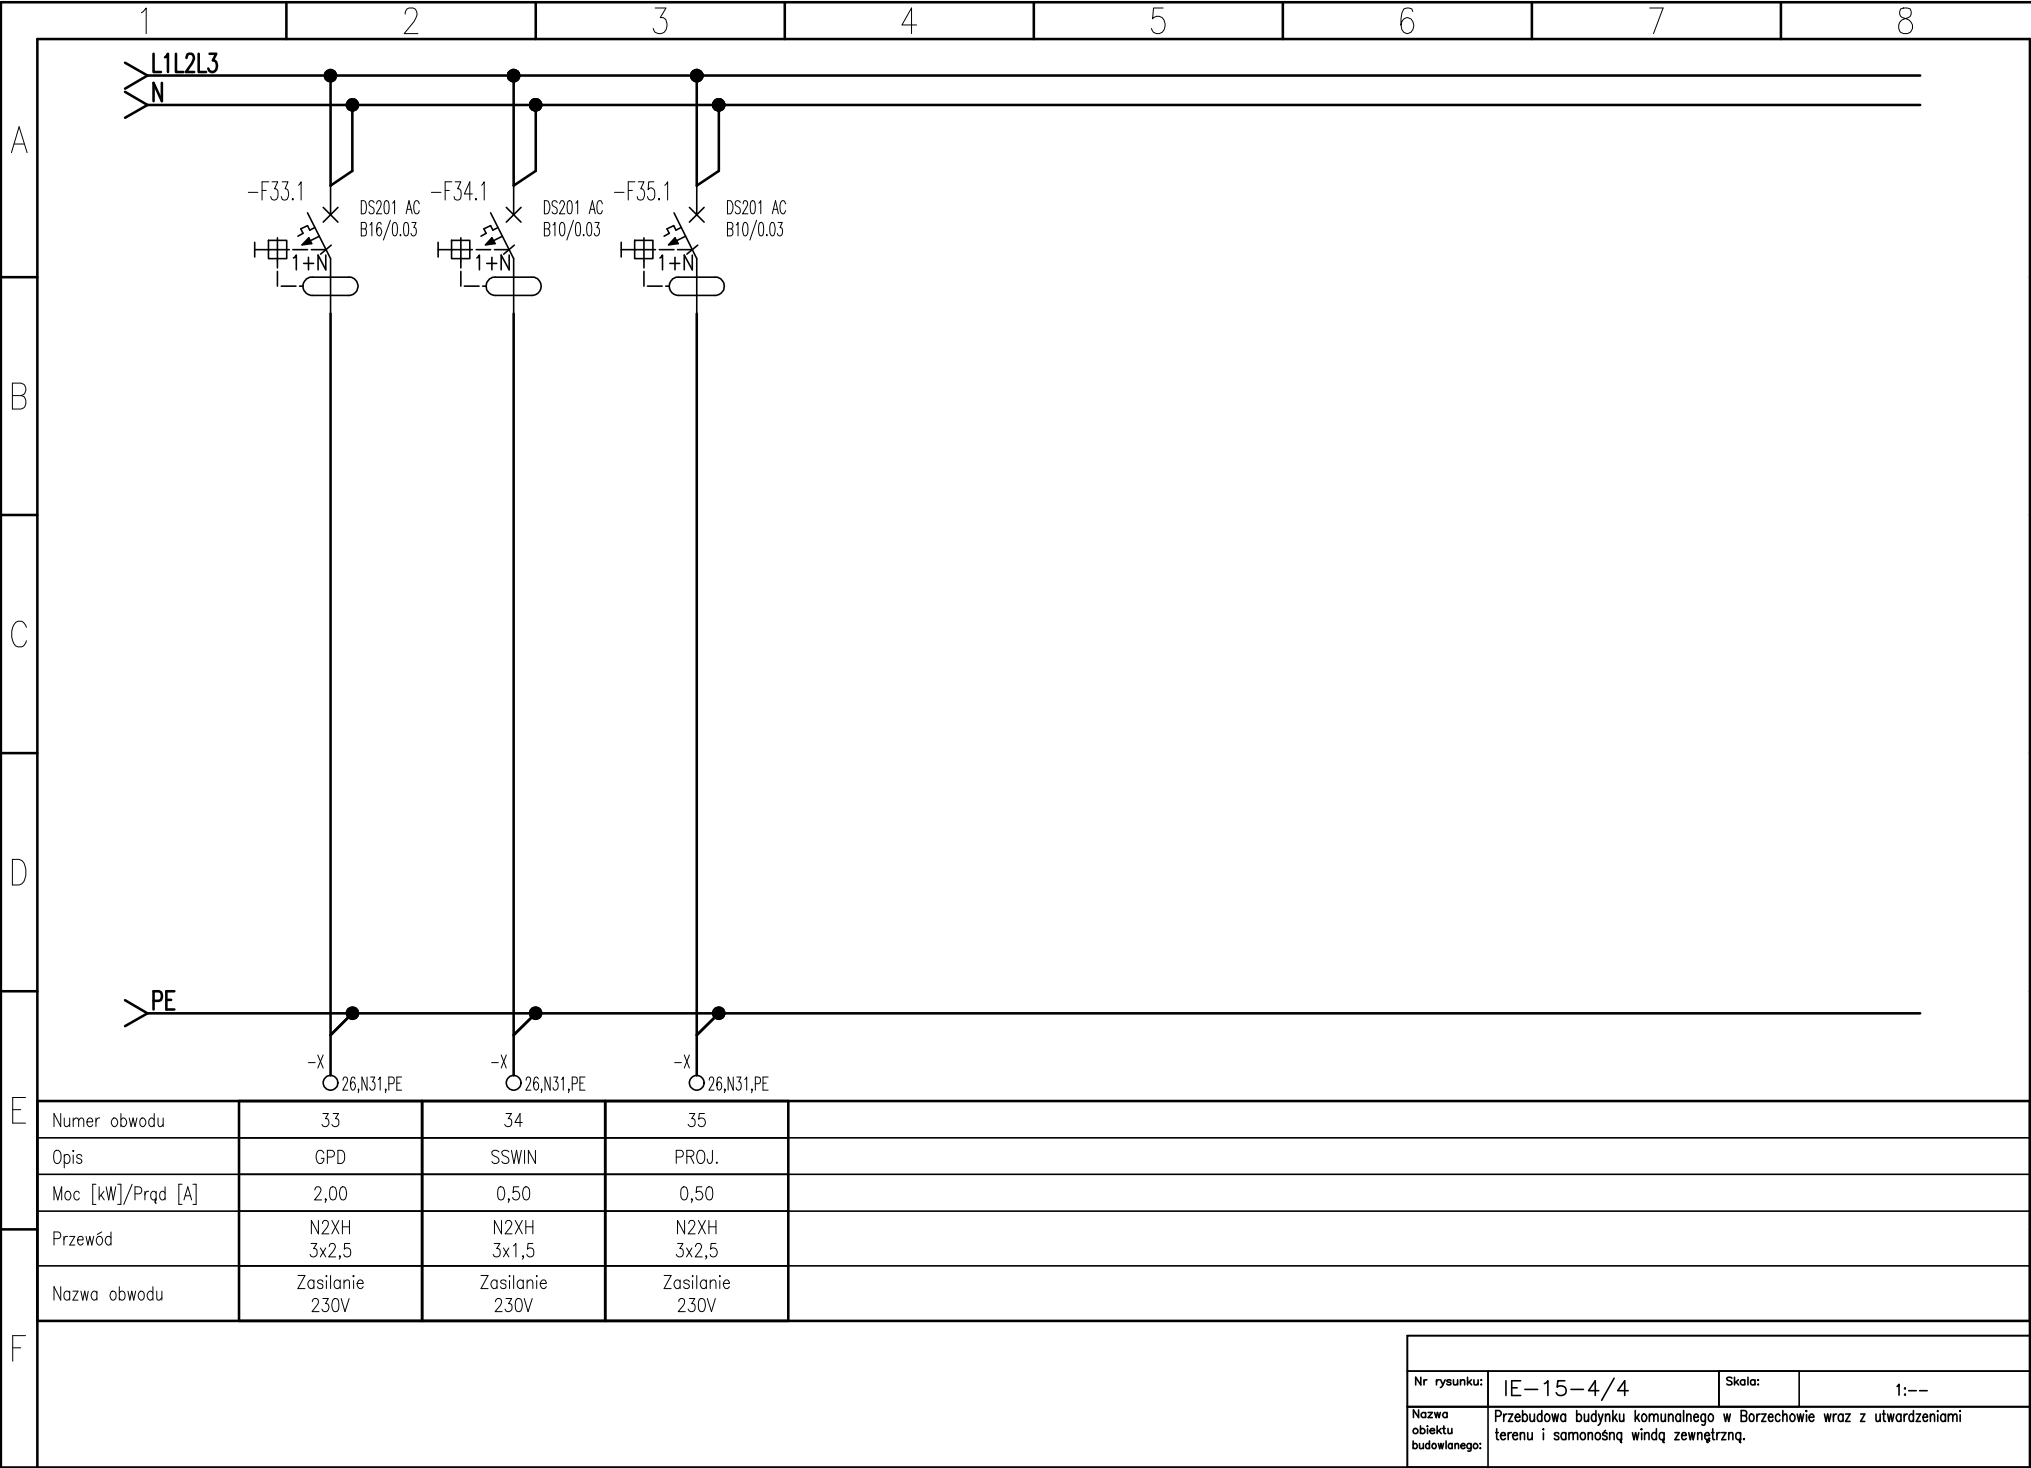 1 2 3 4 5 6 7 8
L1L2L3
N
A
-F33.1 -F34.1 -F35.1
DS201 AC DS201 AC DS201 AC
B16/0.03 B10/0.03 B10/0.03
1+N 1+N 1+N
B
C
D
PE
-X -X -X
26,N31,PE 26,N31,PE 26,N31,PE
E
Numer obwodu 33 34 35
Opis GPD SSWIN PROJ.
Moc [kW]/Prąd [A] 2,00 0,50 0,50
Przewód
N2XH N2XH N2XH
3x2,5 3x1,5 3x2,5
Nazwa obwodu
Zasilanie Zasilanie Zasilanie
230V 230V 230V
F
Nr rysunku: IE-15-4/4 Skala: 1:--
Nazwa
obiektu
budowlanego:
Przebudowa budynku komunalnego w Borzechowie wraz z utwardzeniami
terenu i samonośną windą zewnętrzną.